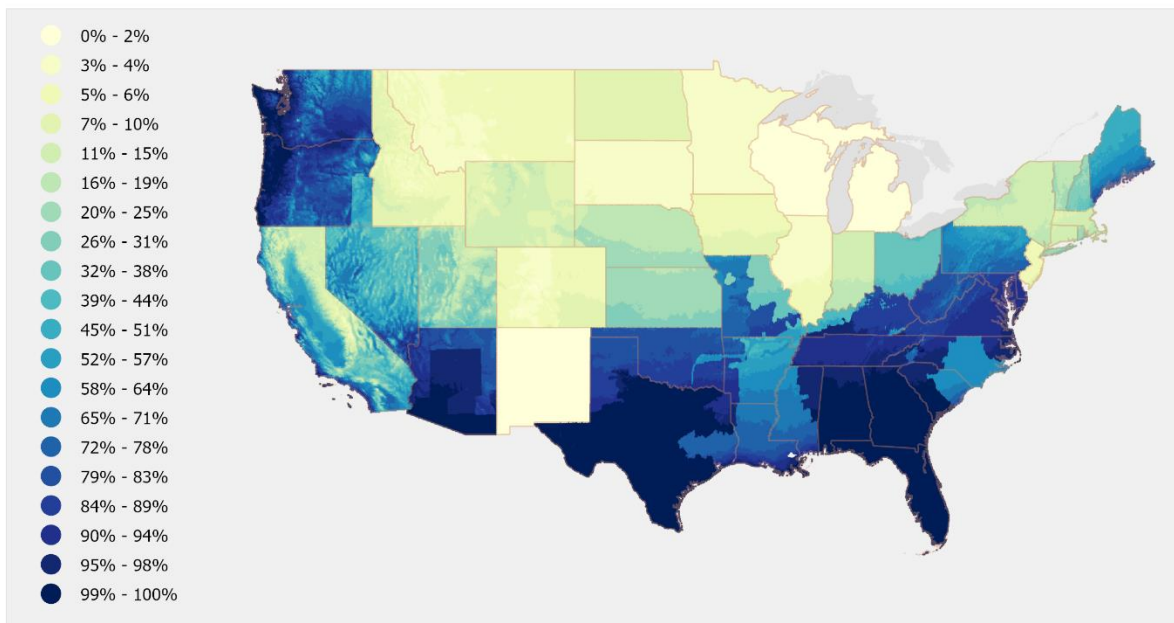 0% - 2%
3% - 4%
5% - 6%
7% - 10%
11% - 15%
16% - 19%
20% - 25%
26% - 31%
32% - 38%
39% - 44%
45% - 51%
52% - 57%
58% - 64%
65% - 71%
72% - 78%
79% - 83%
84% - 89%
90% - 94%
95% - 98%
99% - 100%